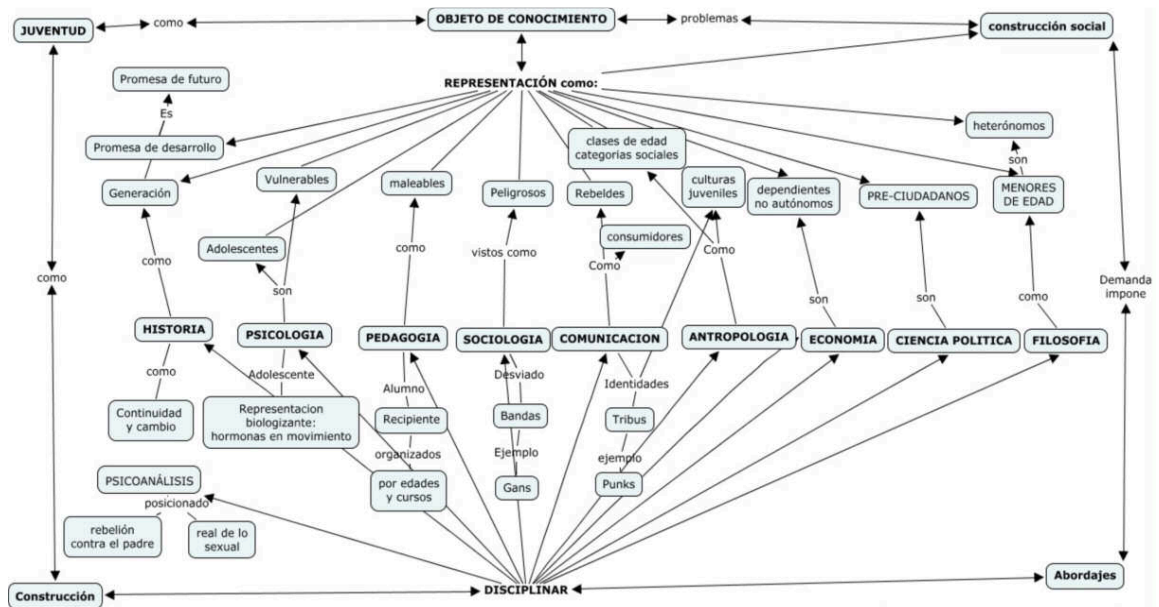 OBJETO DE CONOCIMIENTO
JUVENTUD
como
problemas
construcción social
REPRESENTACIÓN como:
Promesa de futuro
Es
Promesa de desarrollo
Generación
Vulnerables
maleables
Peligrosos
clases de edad
categorias sociales
Rebeldes
culturas
juveniles
dependientes
no autónomos
PRE-CIUDADANOS
heterónomos
son
MENORES
DE EDAD
Adolescentes
consumidores
como
como
son
como
vistos como
Como
Como
son
son
como
Demanda
impone
HISTORIA
PSICOLOGIA
PEDAGOGIA
SOCIOLOGIA
COMUNICACION
ANTROPOLOGIA
ECONOMIA
CIENCIA POLITICA
FILOSOFIA
como
Adolescente
Alumno
Desviado
Identidades
Continuidad
y cambio
Representacion
biologizante:
hormonas en movimiento
Recipiente
Bandas
Tribus
organizados
Ejemplo
ejemplo
PSICOANÁLISIS
por edades
y cursos
Gans
Punks
posicionado
rebelión
contra el padre
real de lo
sexual
Construcción
DISCIPLINAR
Abordajes